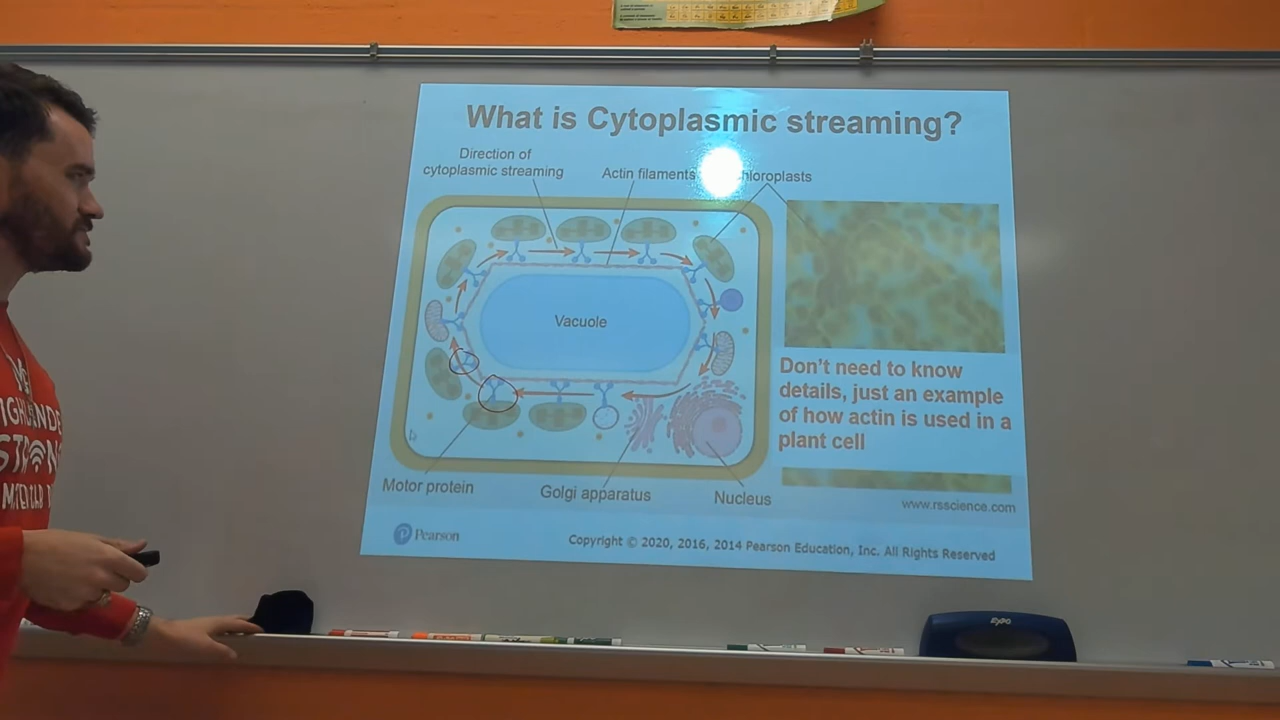 What is Cytoplasmic streaming?
Direction of
cytoplasmic streaming
Actin filaments
hloroplasts
Vacuole
Don't need to know
details, just an example
of how actin is used in a
plant cell
Motor protein
Golgi apparatus
Nucleus
www.rsscience.com
Pearson
Copyright © 2020, 2016, 2014 Pearson Education, Inc. All Rights Reserved
EXPO